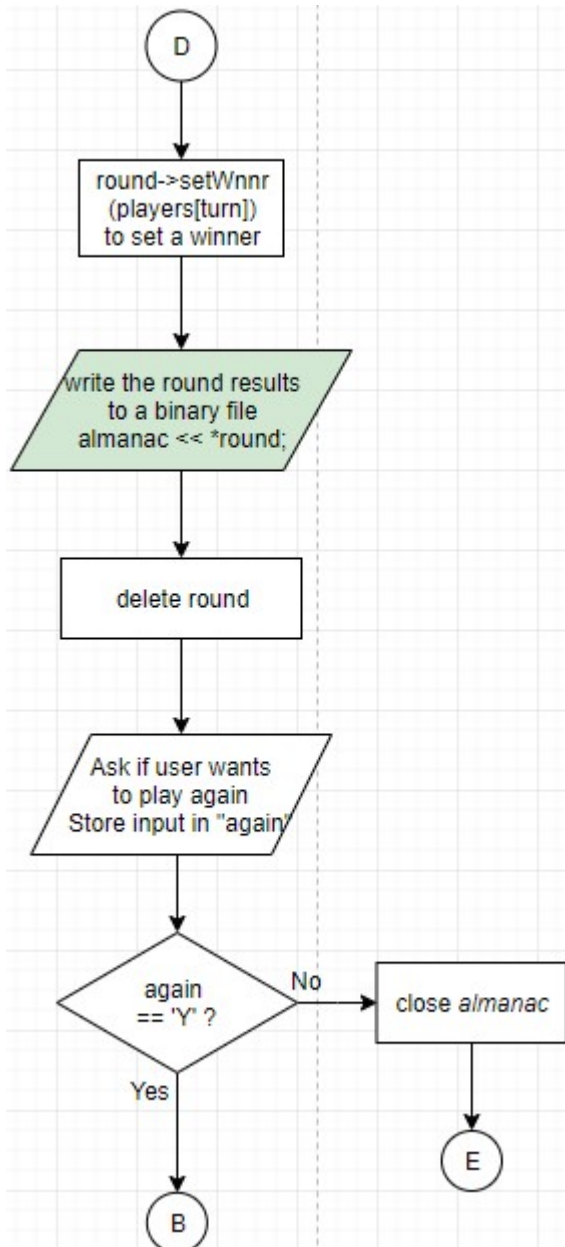 D
round->setWnnr
(players[turn])
to set a winner
write the round results
to a binary file
almanac << *round;
delete round
Ask if user wants
to play again
Store input in "again"
again
== 'Y' ?
No
close almanac
Yes
E
B